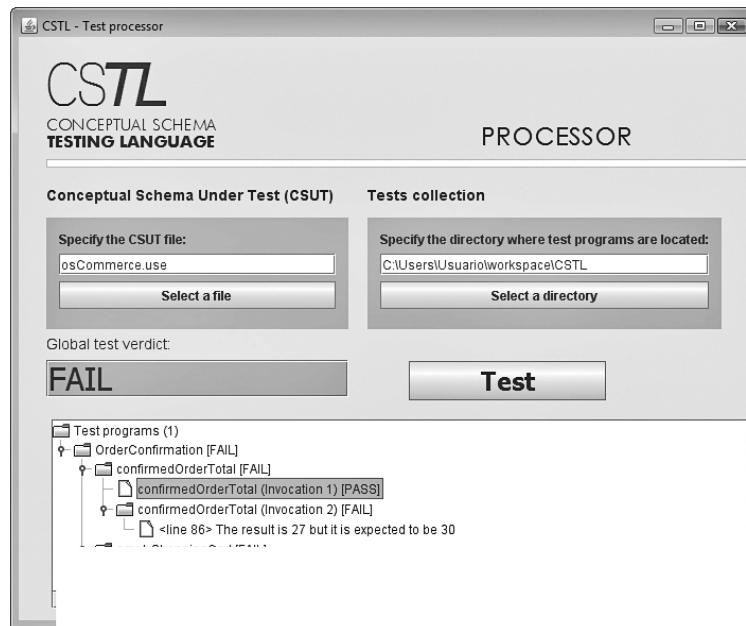 CSTL - Test processor
CSTL
CONCEPTUAL SCHEMA
TESTING LANGUAGE
PROCESSOR
Conceptual Schema Under Test (CSUT)
Tests collection
Specify the CSUT file:
Specify the directory where test programs are located:
osCommerce.use
C:\Users\Usuario\workspace\CSTL
Select a file
Select a directory
Global test verdict:
FAIL
Test
Test programs (1)
OrderConfirmation [FAIL]
confirmedOrderTotal [FAIL]
confirmedOrderTotal (Invocation 1) [PASS]
confirmedOrderTotal (Invocation 2) [FAIL]
<line 86> The result is 27 but it is expected to be 30